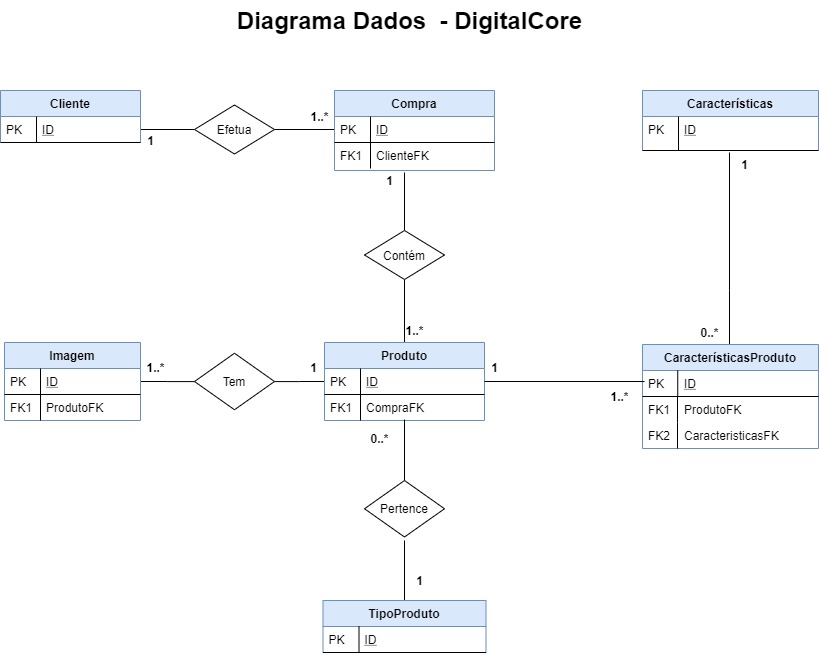 Diagrama Dados - DigitalCore
Cliente
PK ID
1
Efetua
1..*
Compra
PK ID
FK1 ClienteFK
1
Características
PK ID
1
Contém
1..*
0..*
Imagem
PK ID
FK1 ProdutoFK
1..*
Tem
1
Produto
PK ID
FK1 CompraFK
1
1..*
CaracterísticasProduto
PK ID
FK1 ProdutoFK
FK2 CaracteristicasFK
0..*
Pertence
1
TipoProduto
PK ID